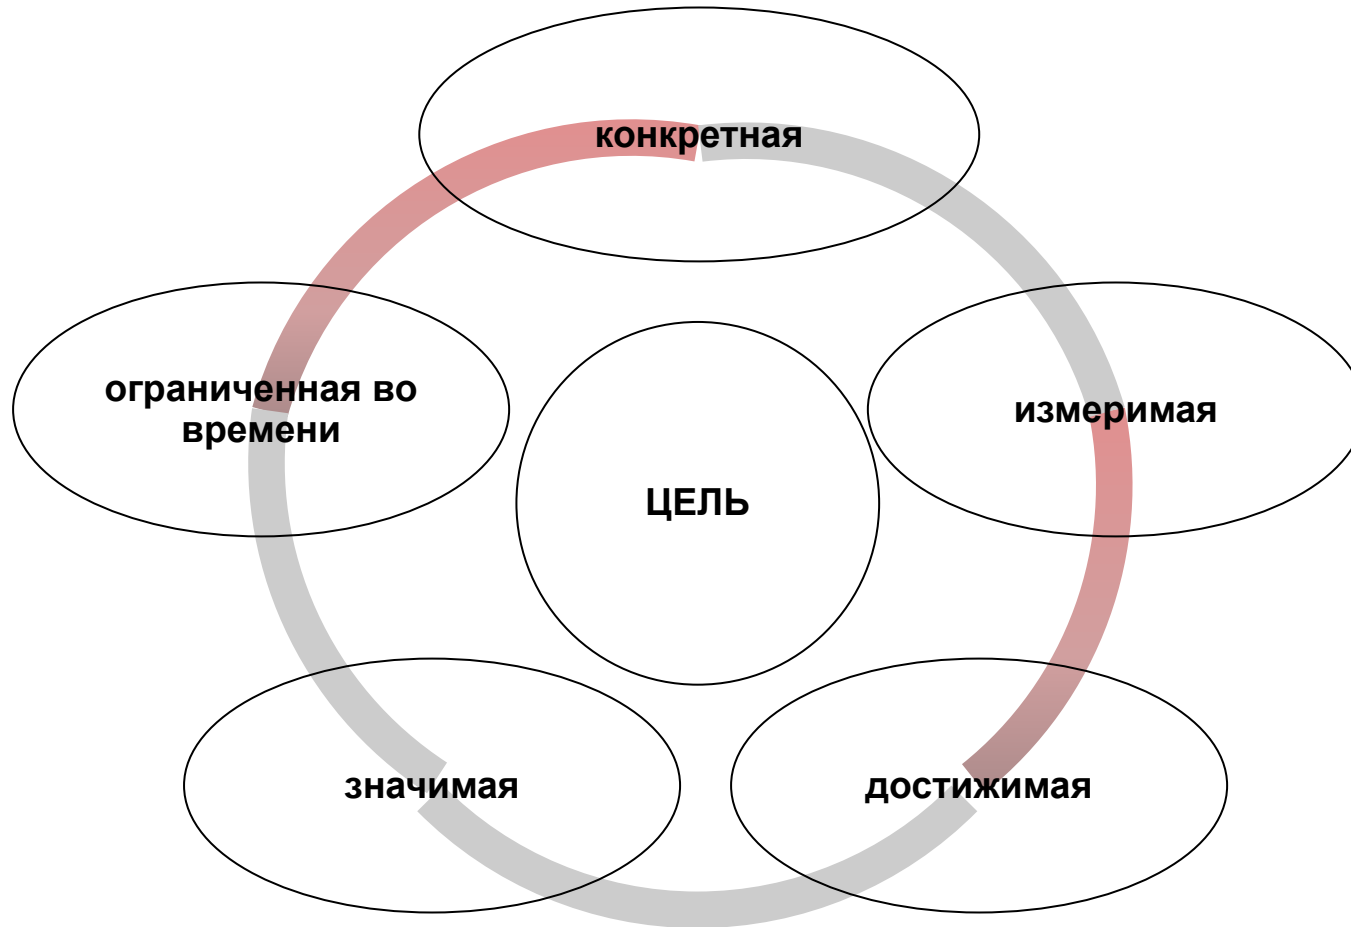 конкретная
ограниченная во
времени
измеримая
ЦЕЛЬ
значимая
достижимая